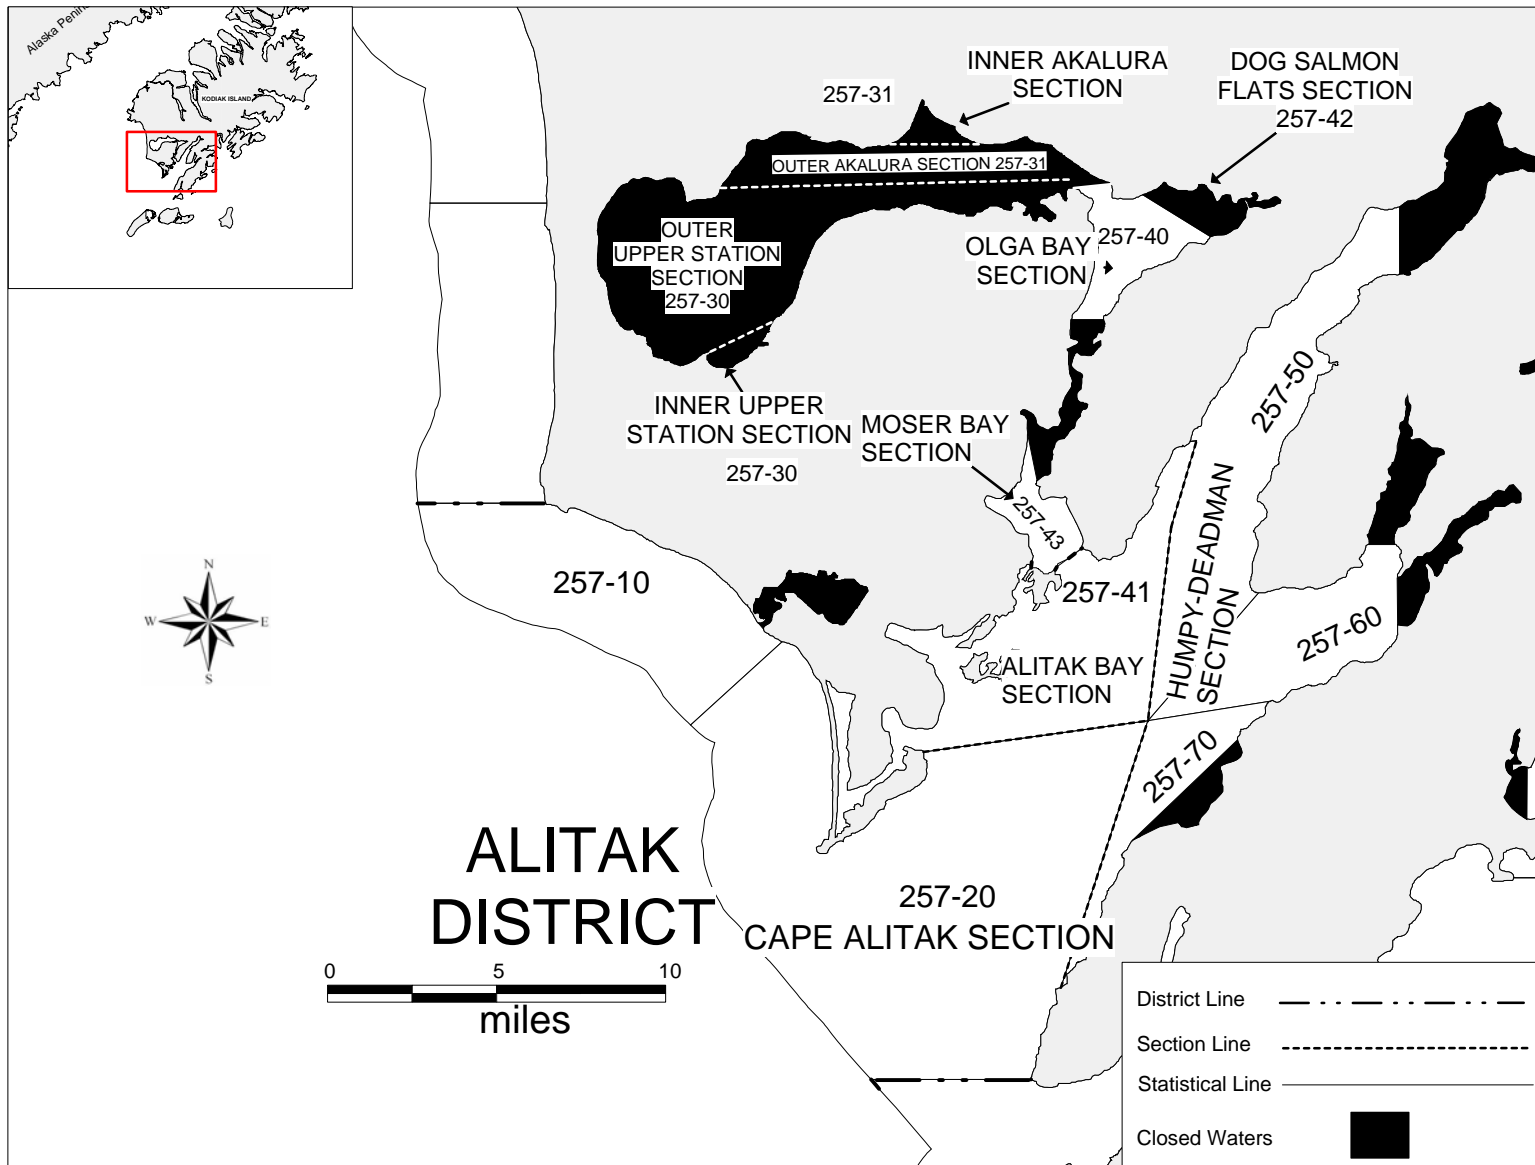 Alaska Penin
KODIAK ISLAND
INNER AKALURA
SECTION
257-31
DOG SALMON
FLATS SECTION
257-42
OUTER AKALURA SECTION 257-31
OUTER
UPPER STATION
SECTION
257-30
OLGA BAY
SECTION
257-40
INNER UPPER
STATION SECTION
257-30
MOSER BAY
SECTION
257-43
257-50
HUMPY-DEADMAN
SECTION
257-10
257-41
257-60
ALITAK BAY
SECTION
257-70
N
W
E
S
ALITAK
DISTRICT
257-20
CAPE ALITAK SECTION
0 5 10
miles
District Line
Section Line
Statistical Line
Closed Waters